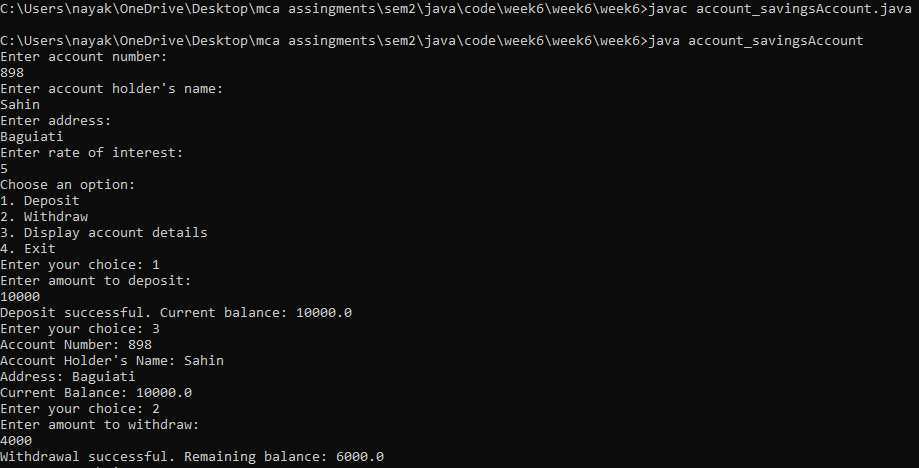 C:\Users\nayak\OneDrive\Desktop\mca assingments\sem2\java\code\week6\week6\week6>javac account_savingsAccount.java
C:\Users\nayak\OneDrive\Desktop\mca assingments\sem2\java\code\week6\week6\week6>java account_savingsAccount
Enter account number:
898
Enter account holder's name:
Sahin
Enter address:
Baguiati
Enter rate of interest:
5
Choose an option:
1. Deposit
2. Withdraw
3. Display account details
4. Exit
Enter your choice: 1
Enter amount to deposit:
10000
Deposit successful. Current balance: 10000.0
Enter your choice: 3
Account Number: 898
Account Holder's Name: Sahin
Address: Baguiati
Current Balance: 10000.0
Enter your choice: 2
Enter amount to withdraw:
4000
Withdrawal successful. Remaining balance: 6000.0